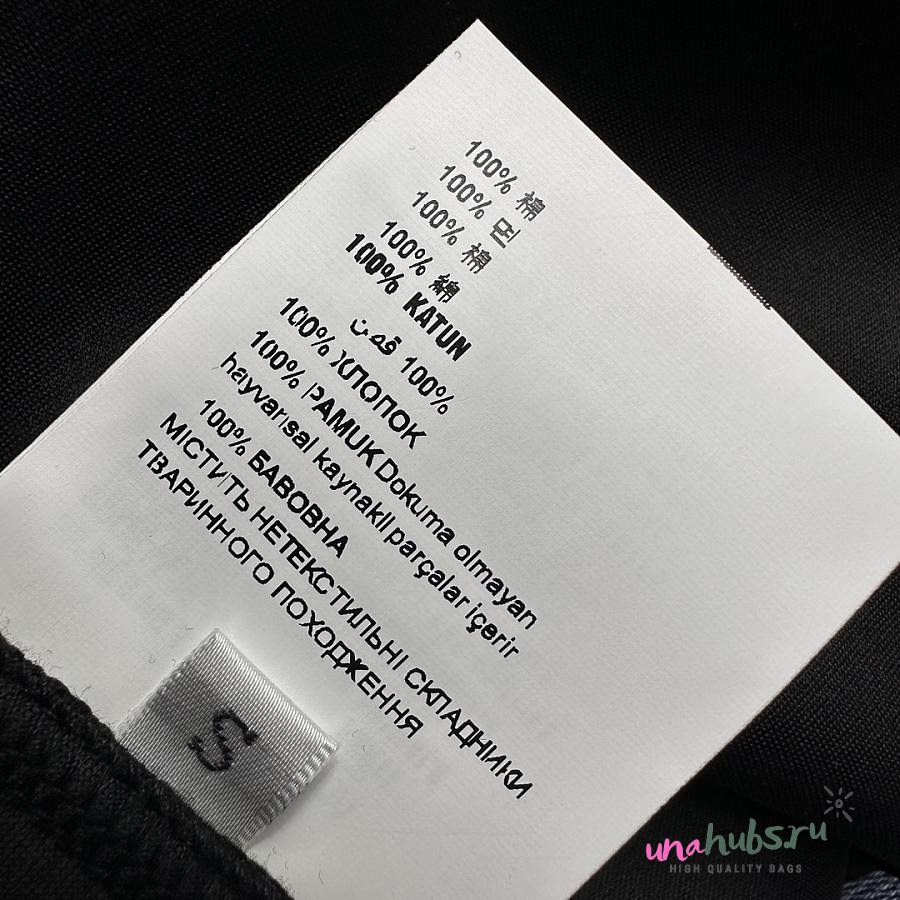 100% 棉
100% 면
100% 棉
100% 綿
100% KATUN
100% قطن
100% ХЛОПОК
100% PAMUK Dokuma olmayan
hayvansal kaynaklı parçalar içerir
100% БАВОВНА
МІСТИТЬ НЕТЕКСТИЛЬНІ СКЛАДНИКИ
ТВАРИННОГО ПОХОДЖЕННЯ
S
unahubs.ru
HIGH QUALITY BAGS